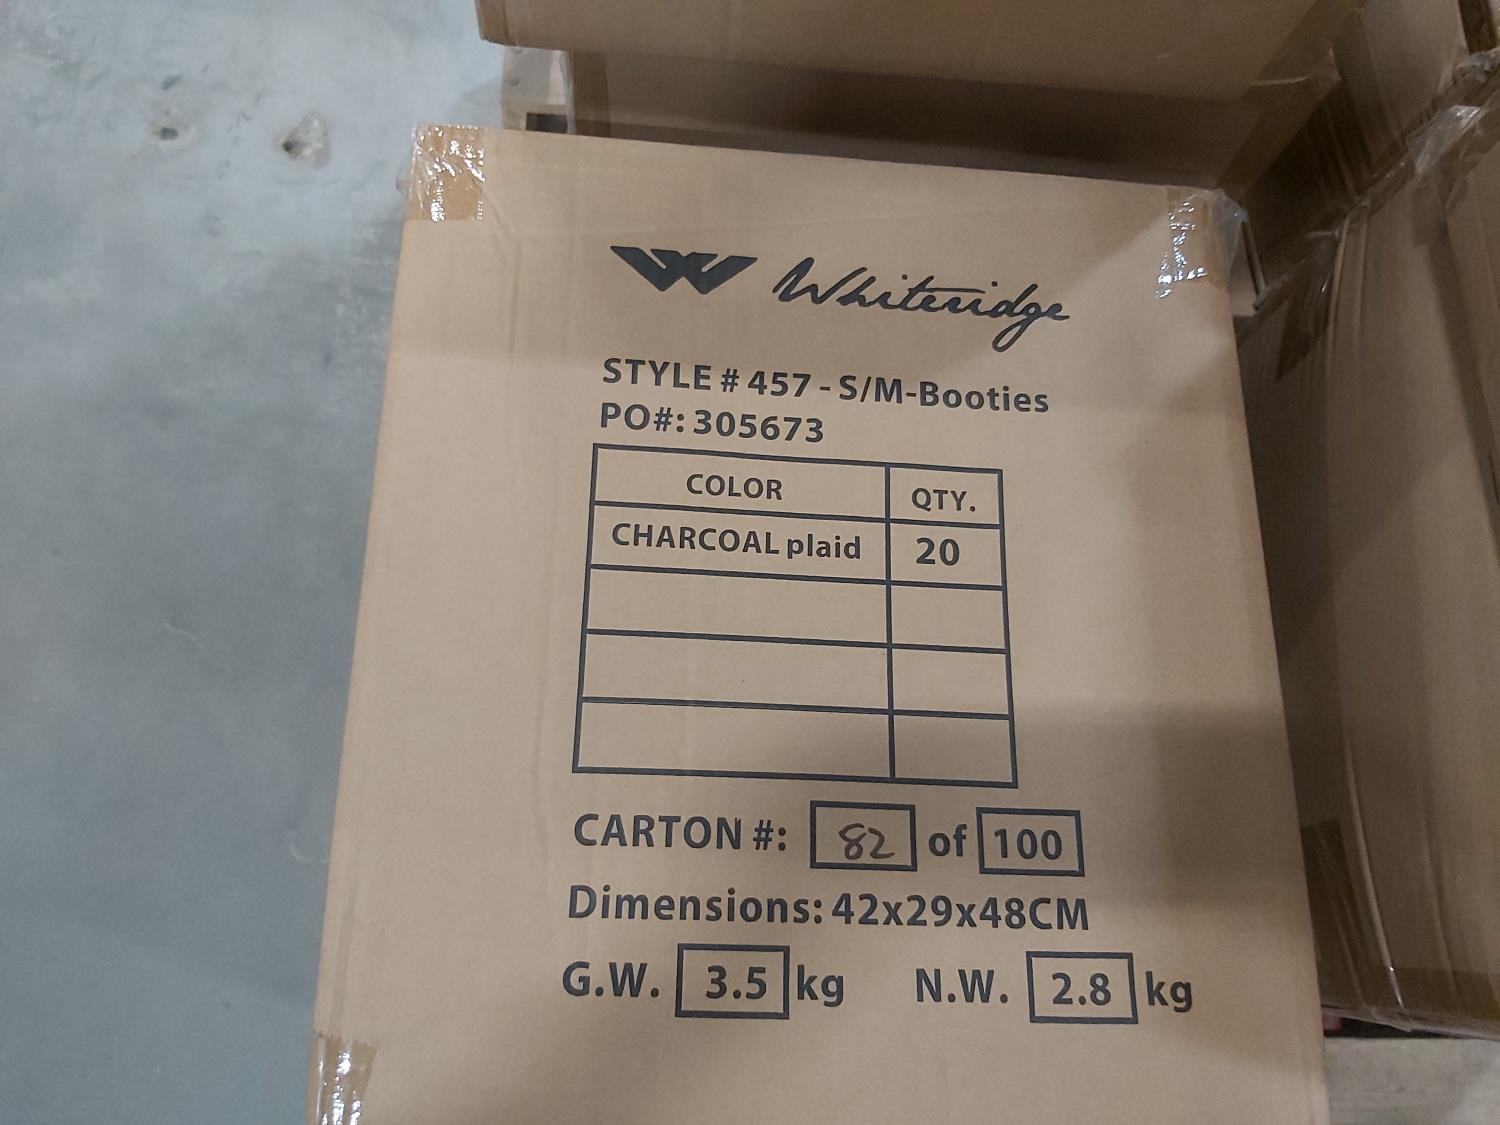 Whiteridge
STYLE # 457 - S/M-Booties
PO#: 305673
COLOR QTY.
CHARCOAL plaid 20
CARTON #: 82 of 100
Dimensions: 42x29x48CM
G.W. 3.5 kg N.W. 2.8 kg